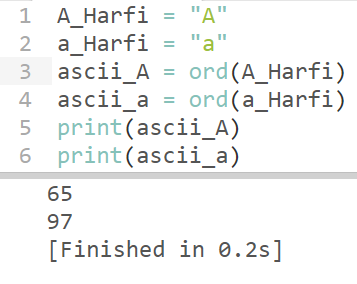 1 A_Harfi = "A"
2 a_Harfi = "a"
3 ascii_A = ord(A_Harfi)
4 ascii_a = ord(a_Harfi)
5 print(ascii_A)
6 print(ascii_a)
65
97
[Finished in 0.2s]